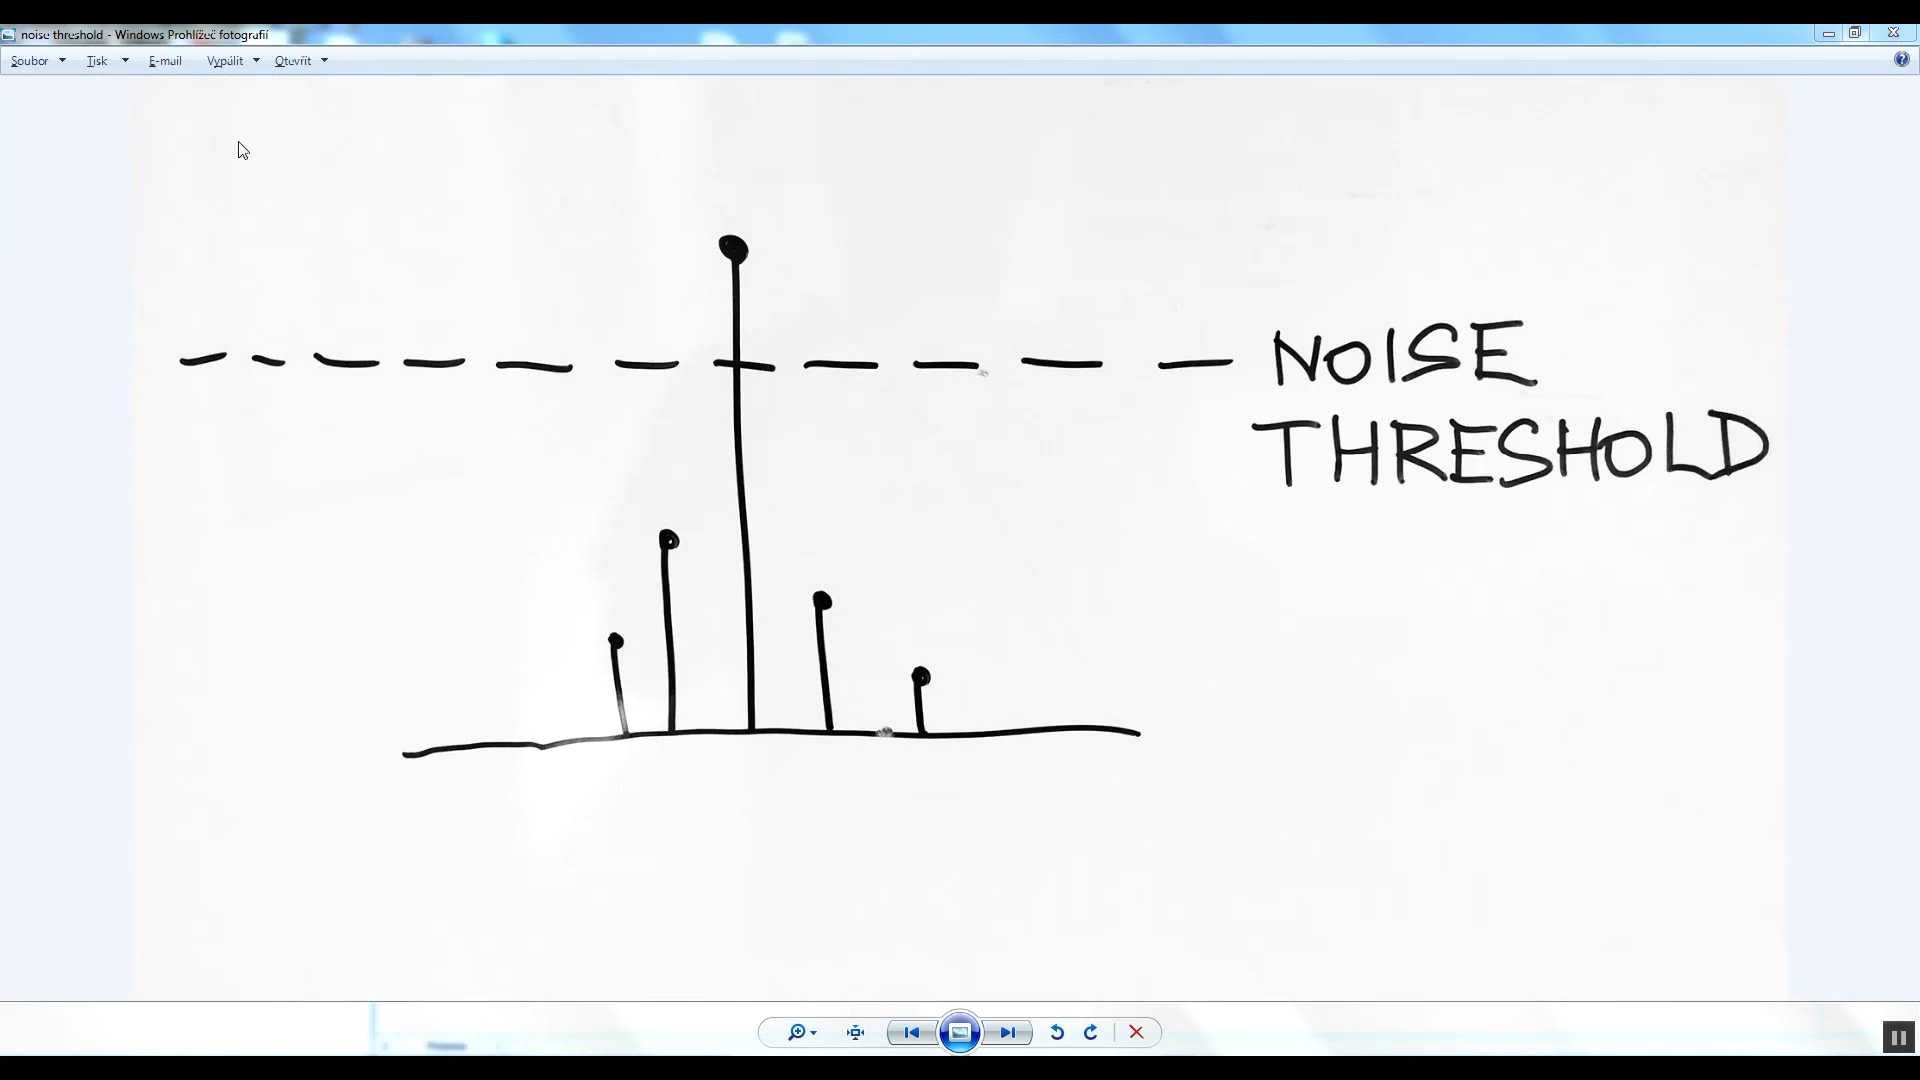 noise threshold - Windows Prohlížeč fotografií
Soubor Tisk E-mail Vypálit Otevřít
NOISE
THRESHOLD